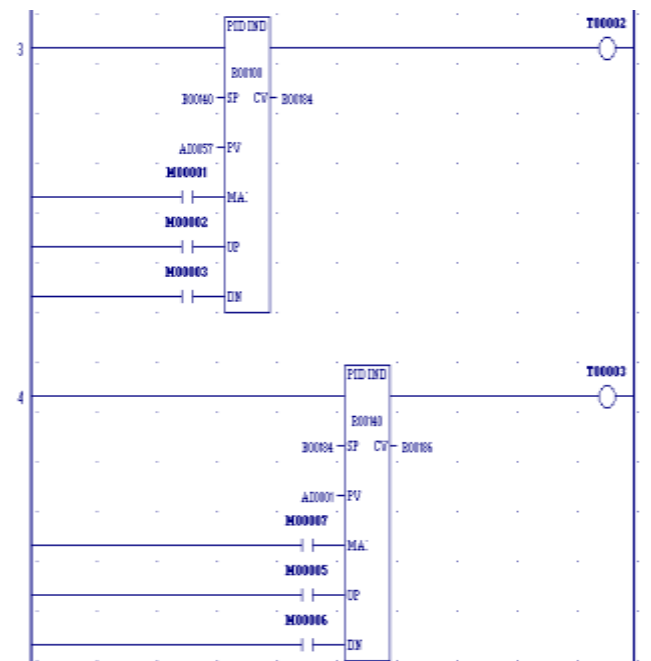 PID IND T00002
3
R00100
R00140 SP CV R00184
AI0057 PV
M00001
MA
M00002
UP
M00003
DN
PID IND T00003
4
R00140
R00184 SP CV R00186
AI0001 PV
M00007
MA
M00005
UP
M00006
DN